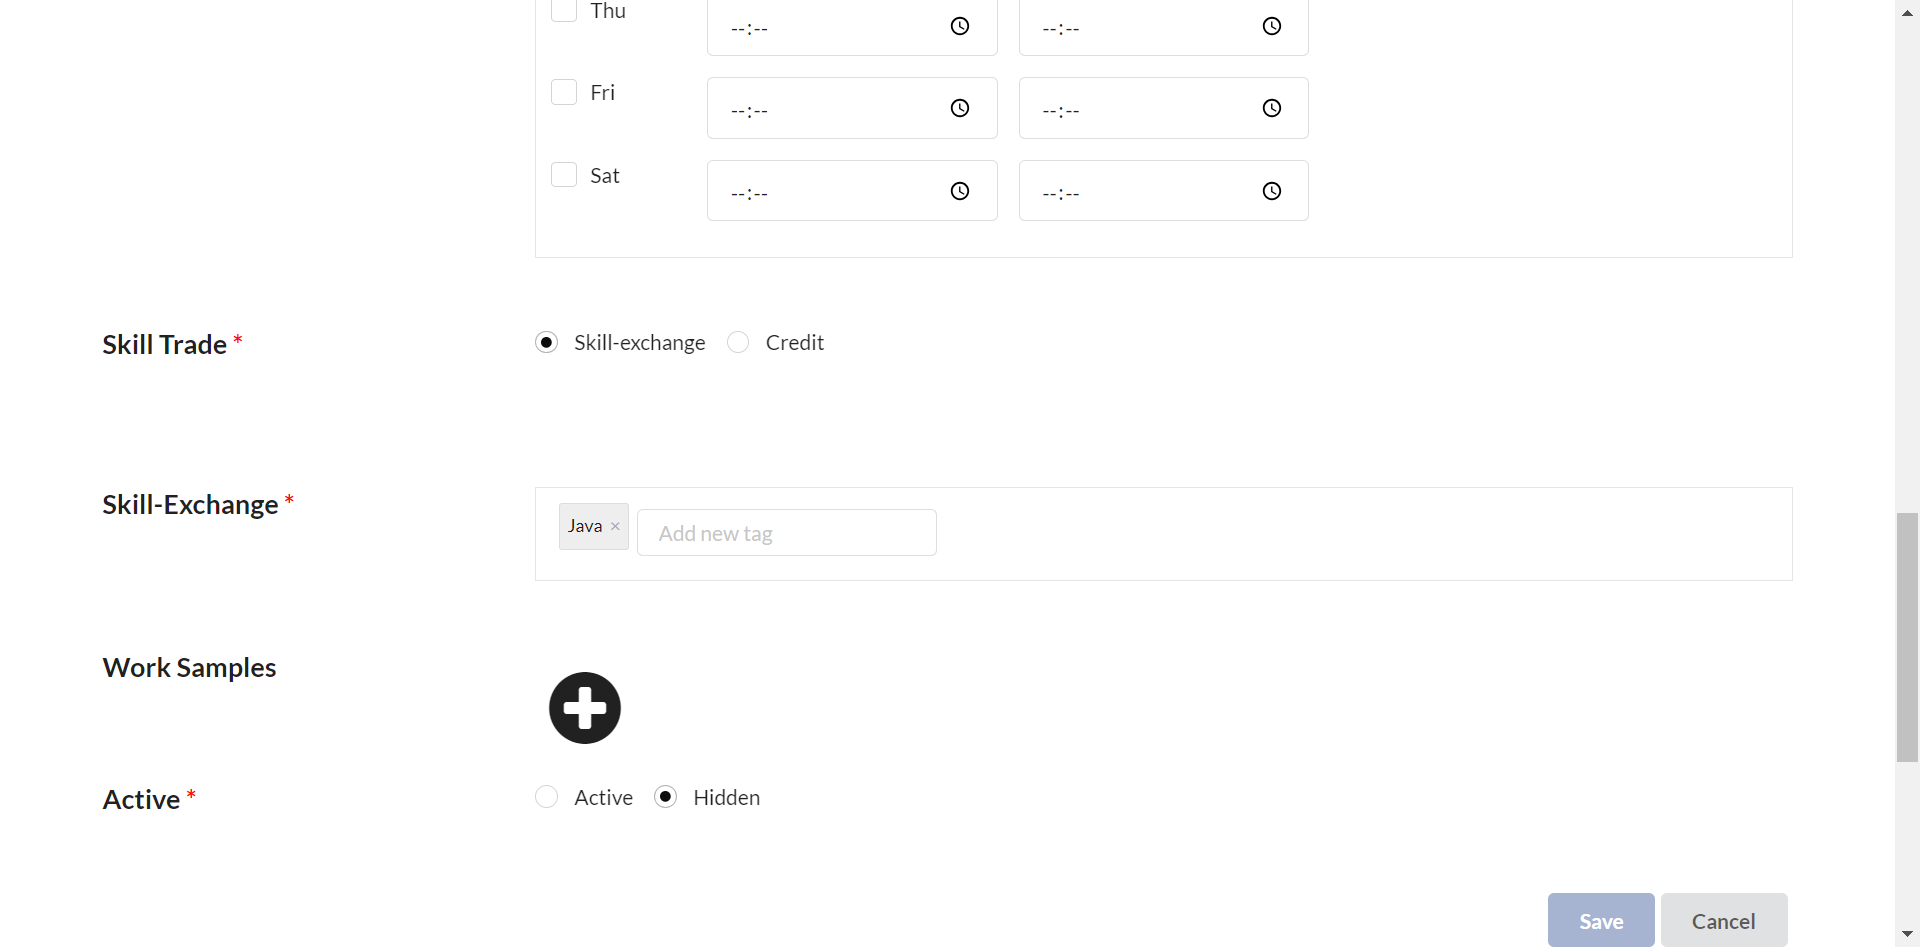 Thu --:-- --:--
Fri --:-- --:--
Sat --:-- --:--
Skill Trade * Skill-exchange Credit
Skill-Exchange * Java × Add new tag
Work Samples
Active * Active Hidden
Save Cancel